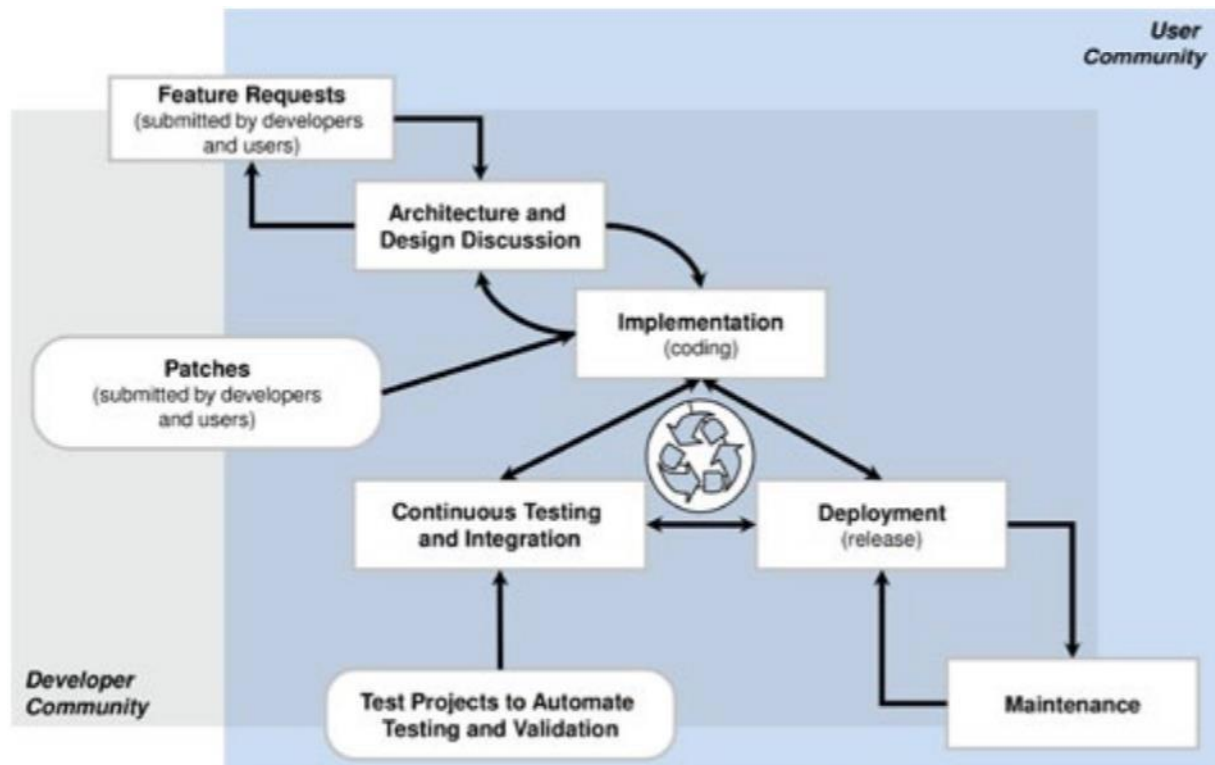 User
Community
Feature Requests
(submitted by developers
and users)
Architecture and
Design Discussion
Implementation
(coding)
Patches
(submitted by developers
and users)
Continuous Testing
and Integration
Deployment
(release)
Developer
Community
Test Projects to Automate
Testing and Validation
Maintenance